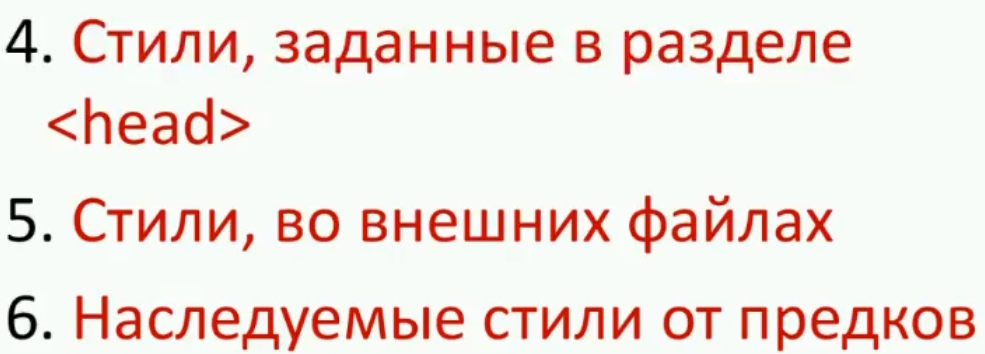 4. Стили, заданные в разделе
<head>
5. Стили, во внешних файлах
6. Наследуемые стили от предков